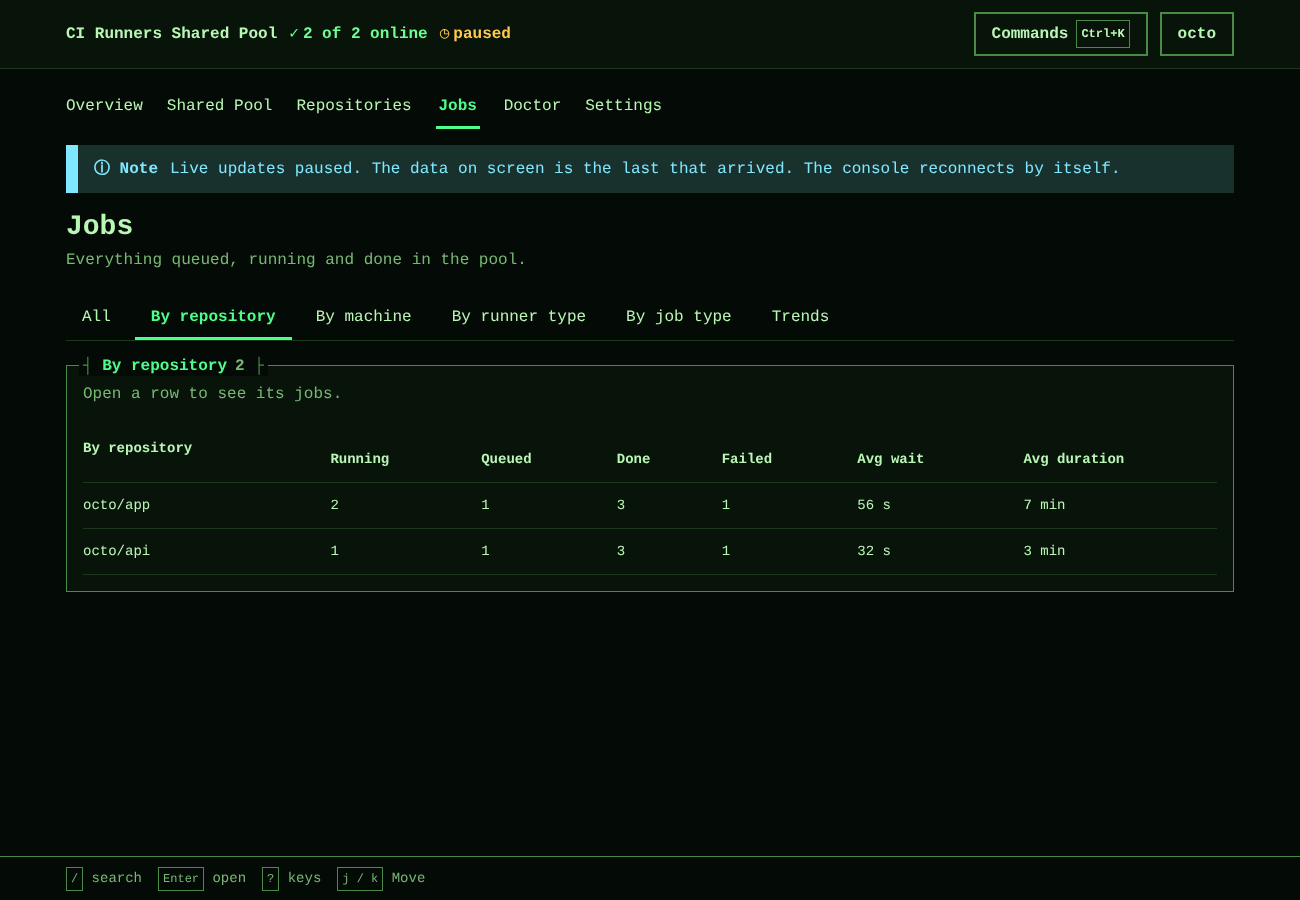 CI Runners Shared Pool ✓ 2 of 2 online ◷ paused Commands Ctrl+K octo
Overview Shared Pool Repositories Jobs Doctor Settings
ⓘ Note Live updates paused. The data on screen is the last that arrived. The console reconnects by itself.
Jobs
Everything queued, running and done in the pool.
All By repository By machine By runner type By job type Trends
┤ By repository 2 ├
Open a row to see its jobs.
By repository Running Queued Done Failed Avg wait Avg duration
octo/app 2 1 3 1 56 s 7 min
octo/api 1 1 3 1 32 s 3 min
/ search Enter open ? keys j / k Move